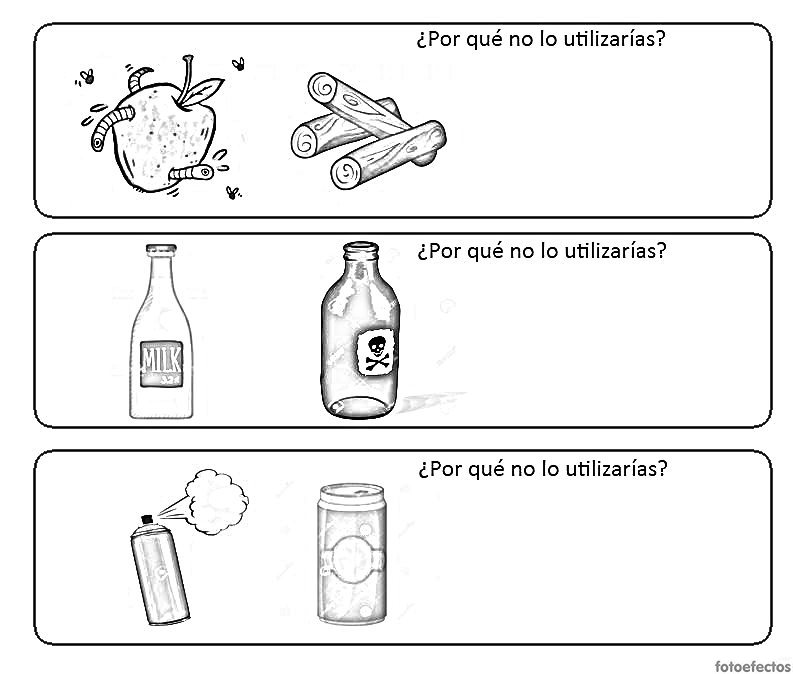 ¿Por qué no lo utilizarías?
¿Por qué no lo utilizarías?
MILK
¿Por qué no lo utilizarías?
fotoefectos